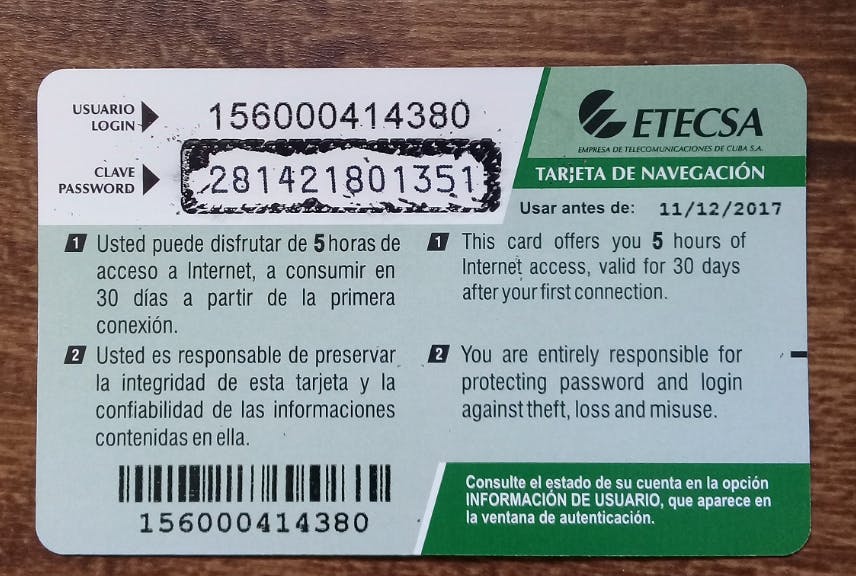 USUARIO
LOGIN
156000414380
CLAVE
PASSWORD
281421801351
ETECSA
EMPRESA DE TELECOMUNICACIONES DE CUBA S.A.
TARJETA DE NAVEGACIÓN
Usar antes de: 11/12/2017
1 Usted puede disfrutar de 5 horas de
acceso a Internet, a consumir en
30 días a partir de la primera
conexión.
2 Usted es responsable de preservar
la integridad de esta tarjeta y la
confiabilidad de las informaciones
contenidas en ella.
1 This card offers you 5 hours of
Internet access, valid for 30 days
after your first connection.
2 You are entirely responsible for
protecting password and login
against theft, loss and misuse.
156000414380
Consulte el estado de su cuenta en la opción
INFORMACIÓN DE USUARIO, que aparece en
la ventana de autenticación.